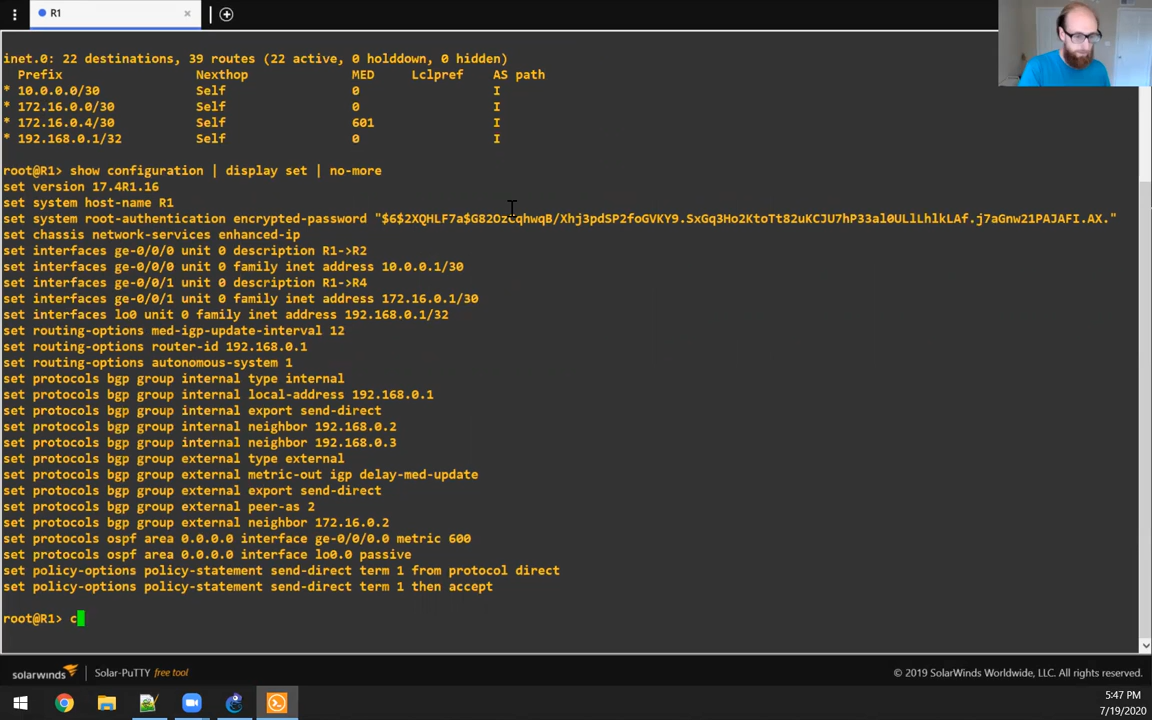 R1 ×
inet.0: 22 destinations, 39 routes (22 active, 0 holddown, 0 hidden)
Prefix Nexthop MED Lclpref AS path
* 10.0.0.0/30 Self 0 I
* 172.16.0.0/30 Self 0 I
* 172.16.0.4/30 Self 601 I
* 192.168.0.1/32 Self 0 I
root@R1> show configuration | display set | no-more
set version 17.4R1.16
set system host-name R1
set system root-authentication encrypted-password
set chassis network-services enhanced-ip
set interfaces ge-0/0/0 unit 0 description R1->R2
set interfaces ge-0/0/0 unit 0 family inet address 10.0.0.1/30
set interfaces ge-0/0/1 unit 0 description R1->R4
set interfaces ge-0/0/1 unit 0 family inet address 172.16.0.1/30
set interfaces lo0 unit 0 family inet address 192.168.0.1/32
set routing-options med-igp-update-interval 12
set routing-options router-id 192.168.0.1
set routing-options autonomous-system 1
set protocols bgp group internal type internal
set protocols bgp group internal local-address 192.168.0.1
set protocols bgp group internal export send-direct
set protocols bgp group internal neighbor 192.168.0.2
set protocols bgp group internal neighbor 192.168.0.3
set protocols bgp group external type external
set protocols bgp group external metric-out igp delay-med-update
set protocols bgp group external export send-direct
set protocols bgp group external peer-as 2
set protocols bgp group external neighbor 172.16.0.2
set protocols ospf area 0.0.0.0 interface ge-0/0/0.0 metric 600
set protocols ospf area 0.0.0.0 interface lo0.0 passive
set policy-options policy-statement send-direct term 1 from protocol direct
set policy-options policy-statement send-direct term 1 then accept
root@R1> c
solarwinds Solar-PuTTY free tool © 2019 SolarWinds Worldwide, LLC. All rights reserved.
5:47 PM
7/19/2020